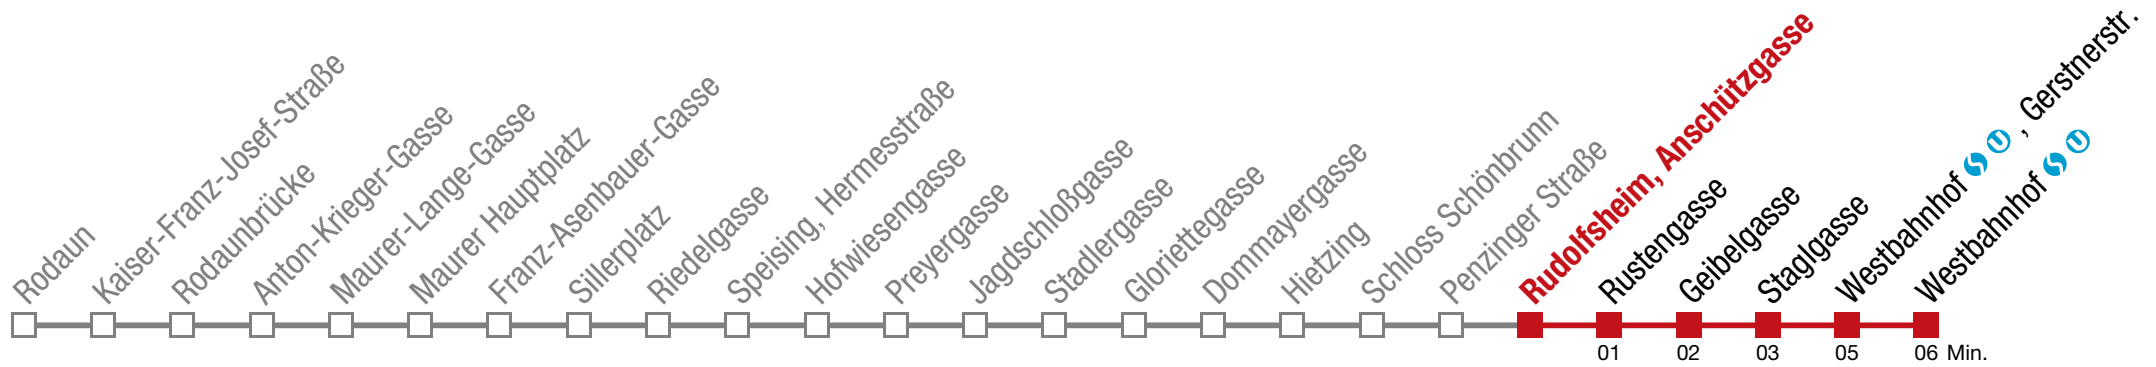 Rodaun
Kaiser-Franz-Josef-Straße
Rodaunbrücke
Anton-Krieger-Gasse
Maurer-Lange-Gasse
Maurer Hauptplatz
Franz-Asenbauer-Gasse
Sillerplatz
Riedelgasse
Speising, Hermesstraße
Hofwiesengasse
Preyergasse
Jagdschloßgasse
Stadlergasse
Gloriettegasse
Dommayergasse
Hietzing
Schloss Schönbrunn
Penzinger Straße
Rudolfsheim, Anschützgasse
Rustengasse
Geibelgasse
Staglgasse
Westbahnhof S U , Gerstnerstr.
Westbahnhof S U
01 02 03 05 06 Min.